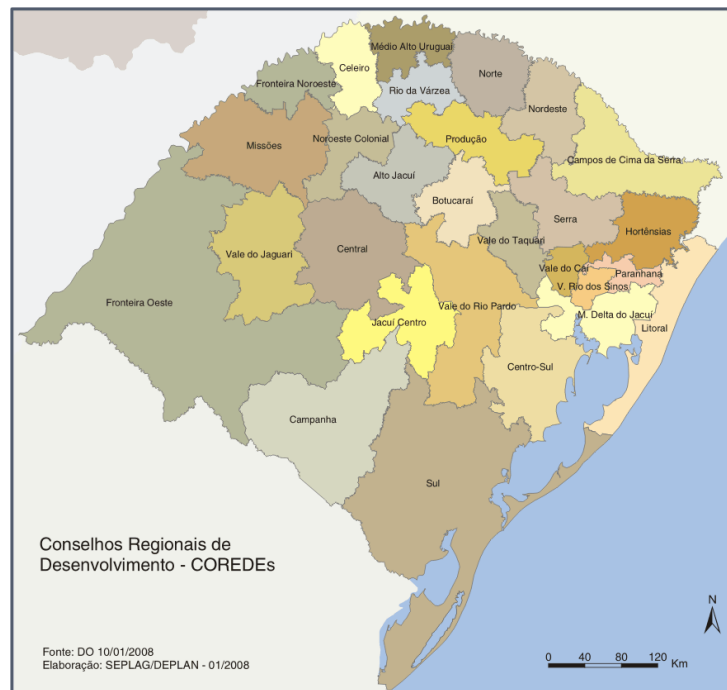 Médio Alto Uruguai
Celeiro
Norte
Fronteira Noroeste
Rio da Várzea
Nordeste
Missões
Noroeste Colonial
Produção
Campos de Cima da Serra
Alto Jacuí
Botucaraí
Serra
Hortênsias
Vale do Jaguari
Central
Vale do Taquari
Vale do Caí
Paranhana
V. Rio dos Sinos
Fronteira Oeste
Vale do Rio Pardo
M. Delta do Jacuí
Jacuí Centro
Litoral
Centro-Sul
Campanha
Sul
Conselhos Regionais de
Desenvolvimento - COREDEs
Fonte: DO 10/01/2008
Elaboração: SEPLAG/DEPLAN - 01/2008
N
0 40 80 120 Km